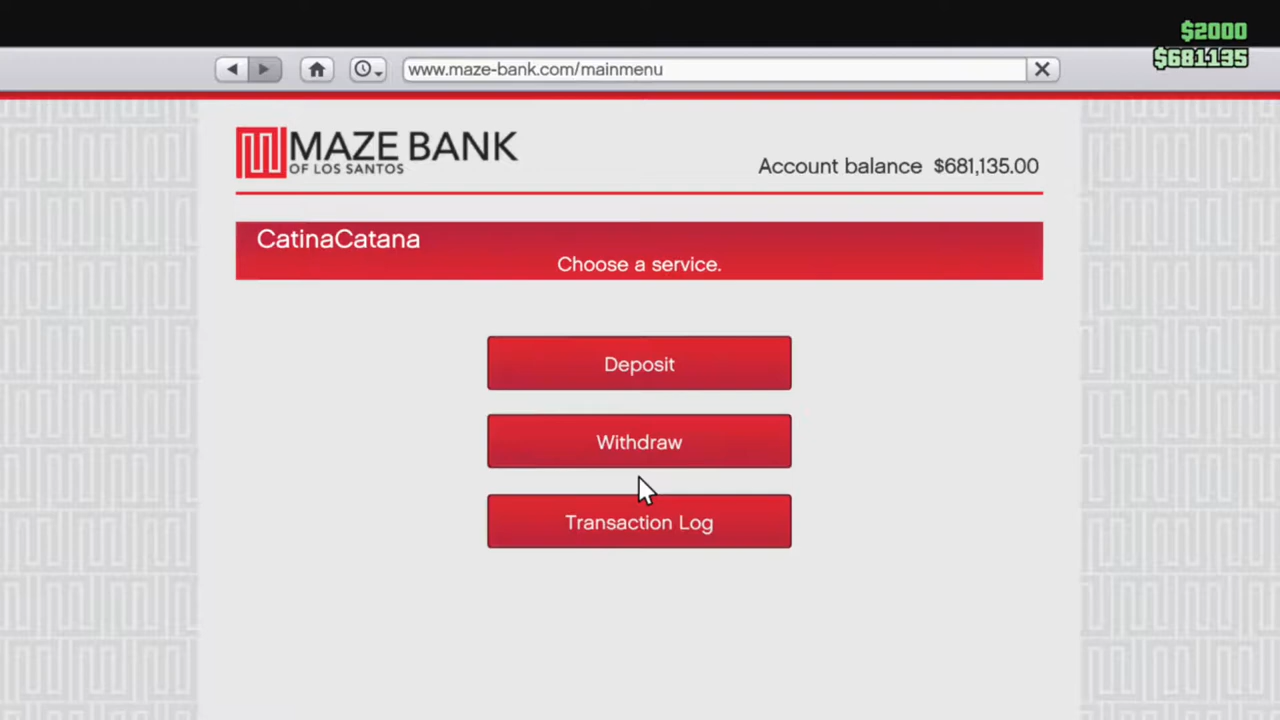 $2000
$681135
www.maze-bank.com/mainmenu
MAZE BANK
OF LOS SANTOS
Account balance $681,135.00
CatinaCatana
Choose a service.
Deposit
Withdraw
Transaction Log